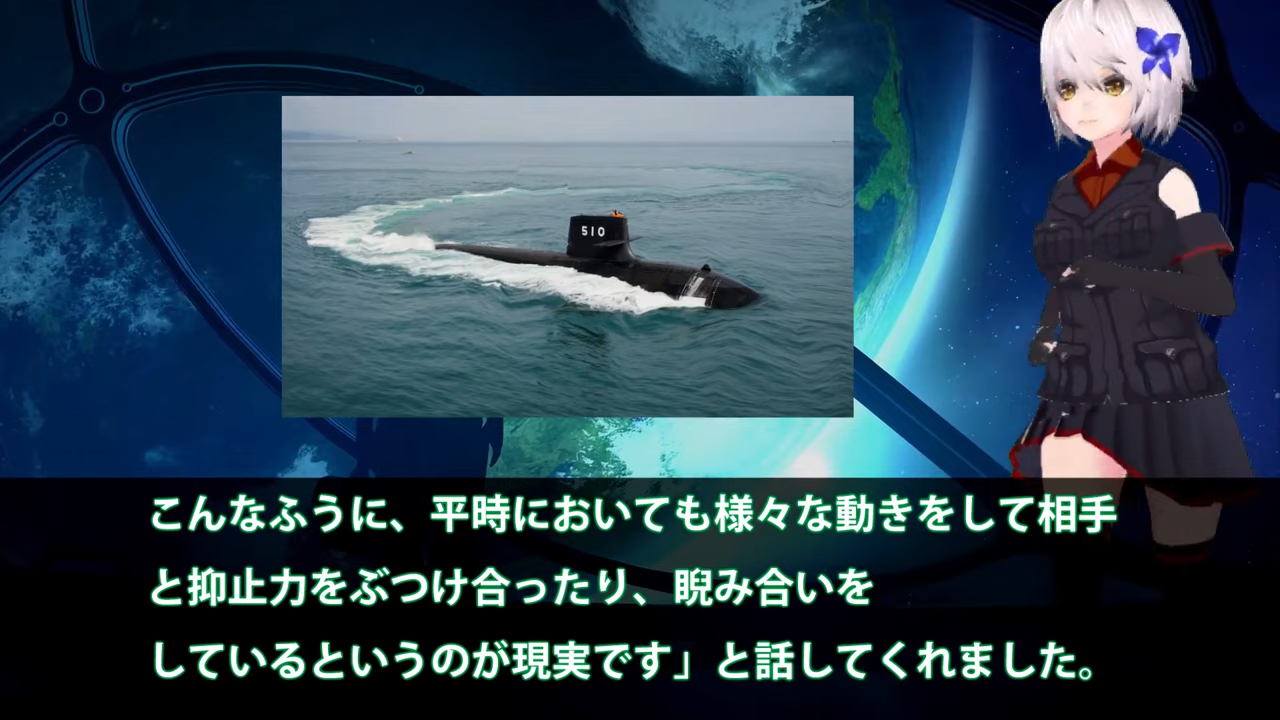 510
こんなふうに、平時においても様々な動きをして相手
と抑止力をぶつけ合ったり、睨み合いを
しているというのが現実です」と話してくれました。